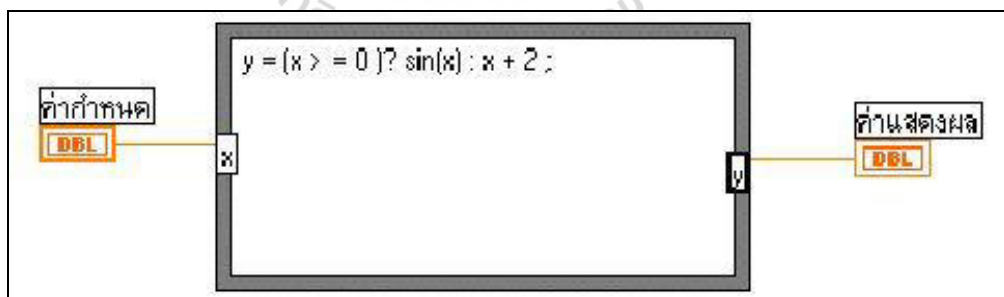 y = (x > = 0 )? sin(x) : x + 2 ;
ค่ากำหนด
DBL
x
ค่าแสดงผล
DBL
y